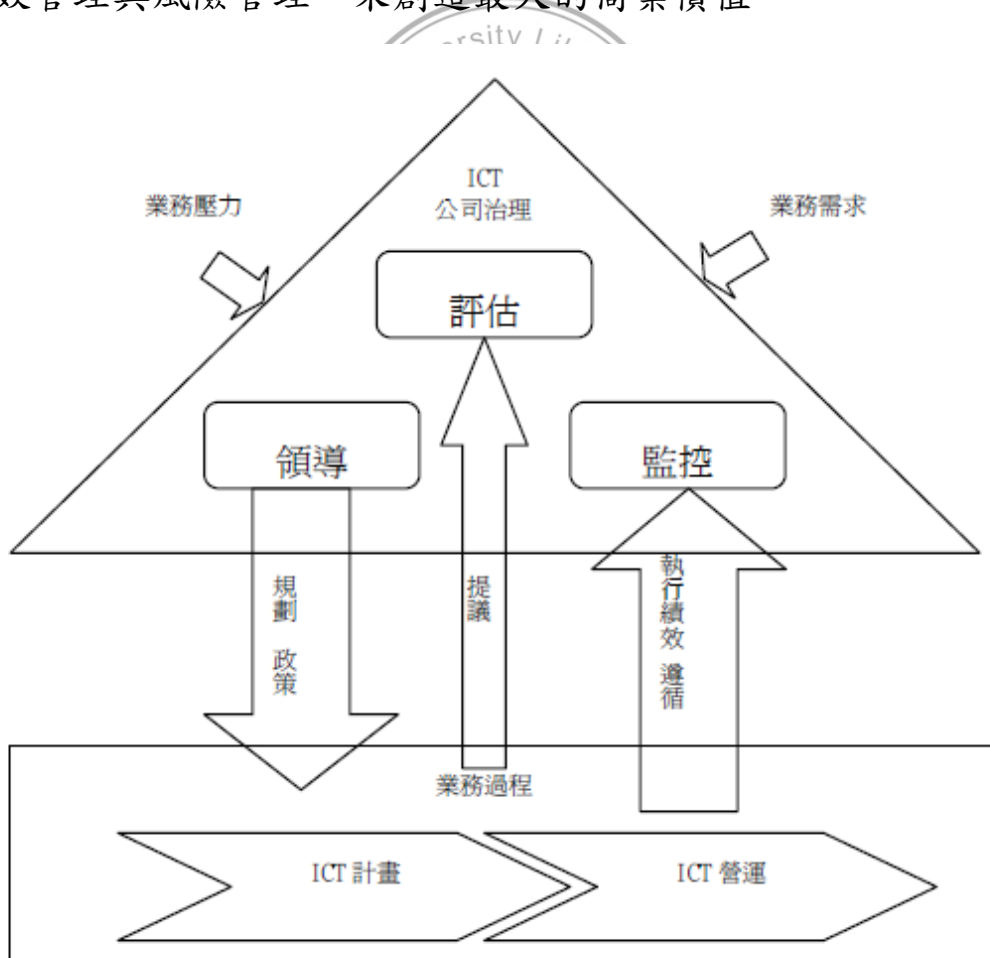 效管理與風險管理 來創造最大的商業價值
ersity Li
ICT
公司治理
業務壓力
業務需求
評估
領導
監控
規劃 政策
提議
執行績效 遵循
業務過程
ICT 計畫
ICT 營運